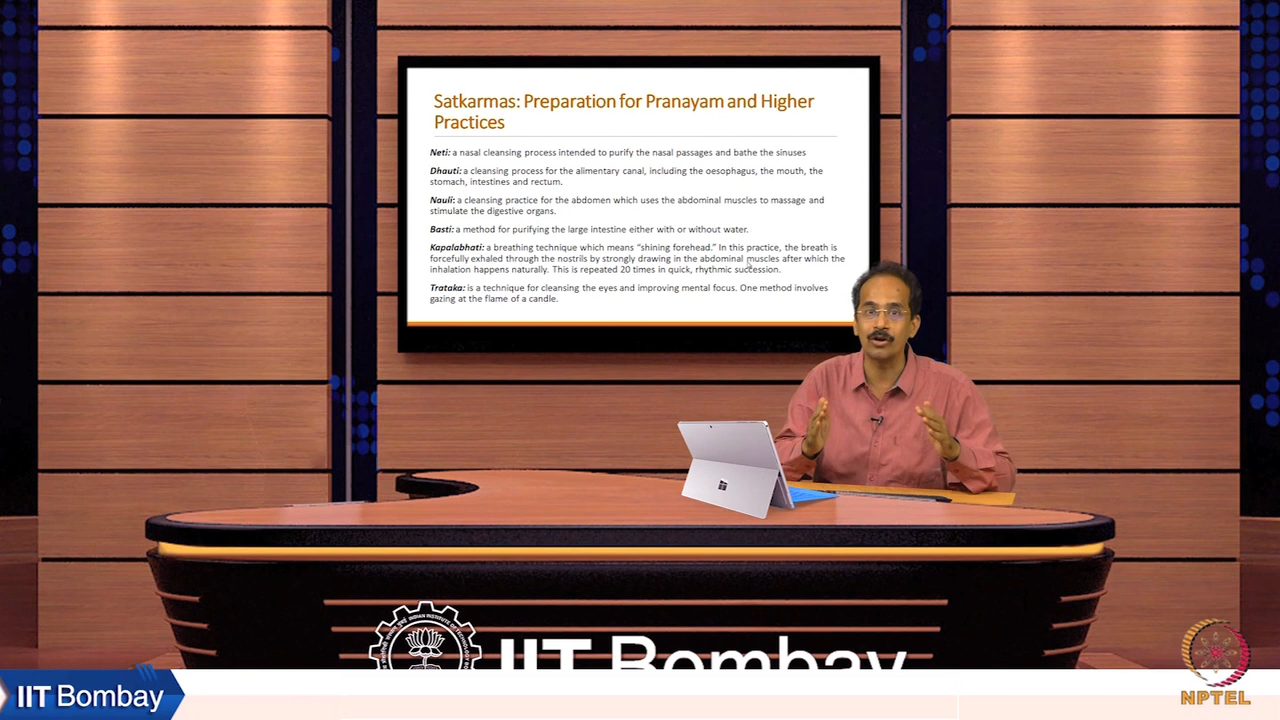 Satkarmas: Preparation for Pranayam and Higher
Practices
Neti: a nasal cleansing process intended to purify the nasal passages and bathe the sinuses
Dhauti: a cleansing process for the alimentary canal, including the oesophagus, the mouth, the
stomach, intestines and rectum.
Nauli: a cleansing practice for the abdomen which uses the abdominal muscles to massage and
stimulate the digestive organs.
Basti: a method for purifying the large intestine either with or without water.
Kapalabhati: a breathing technique which means “shining forehead.” In this practice, the breath is
forcefully exhaled through the nostrils by strongly drawing in the abdominal muscles after which the
inhalation happens naturally. This is repeated 20 times in quick, rhythmic succession.
Trataka: is a technique for cleansing the eyes and improving mental focus. One method involves
gazing at the flame of a candle.
IIT Bombay
IIT Bombay
NPTEL